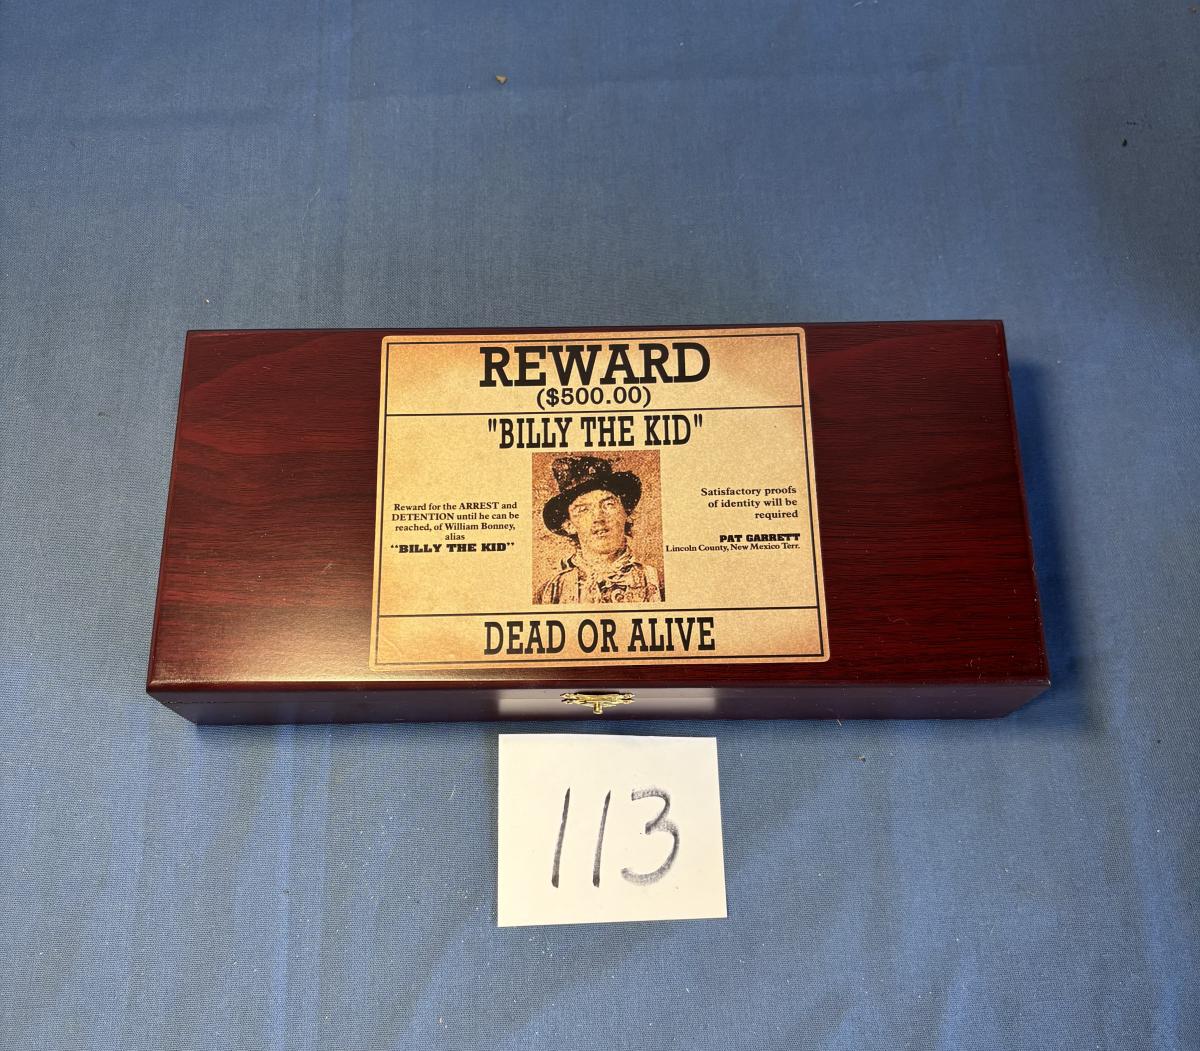 REWARD
($500.00)
"BILLY THE KID"
Reward for the ARREST and
DETENTION until he can be
reached, of William Bonney,
alias
"BILLY THE KID"
Satisfactory proofs
of identity will be
required
PAT GARRETT
Lincoln County, New Mexico Terr.
DEAD OR ALIVE
113